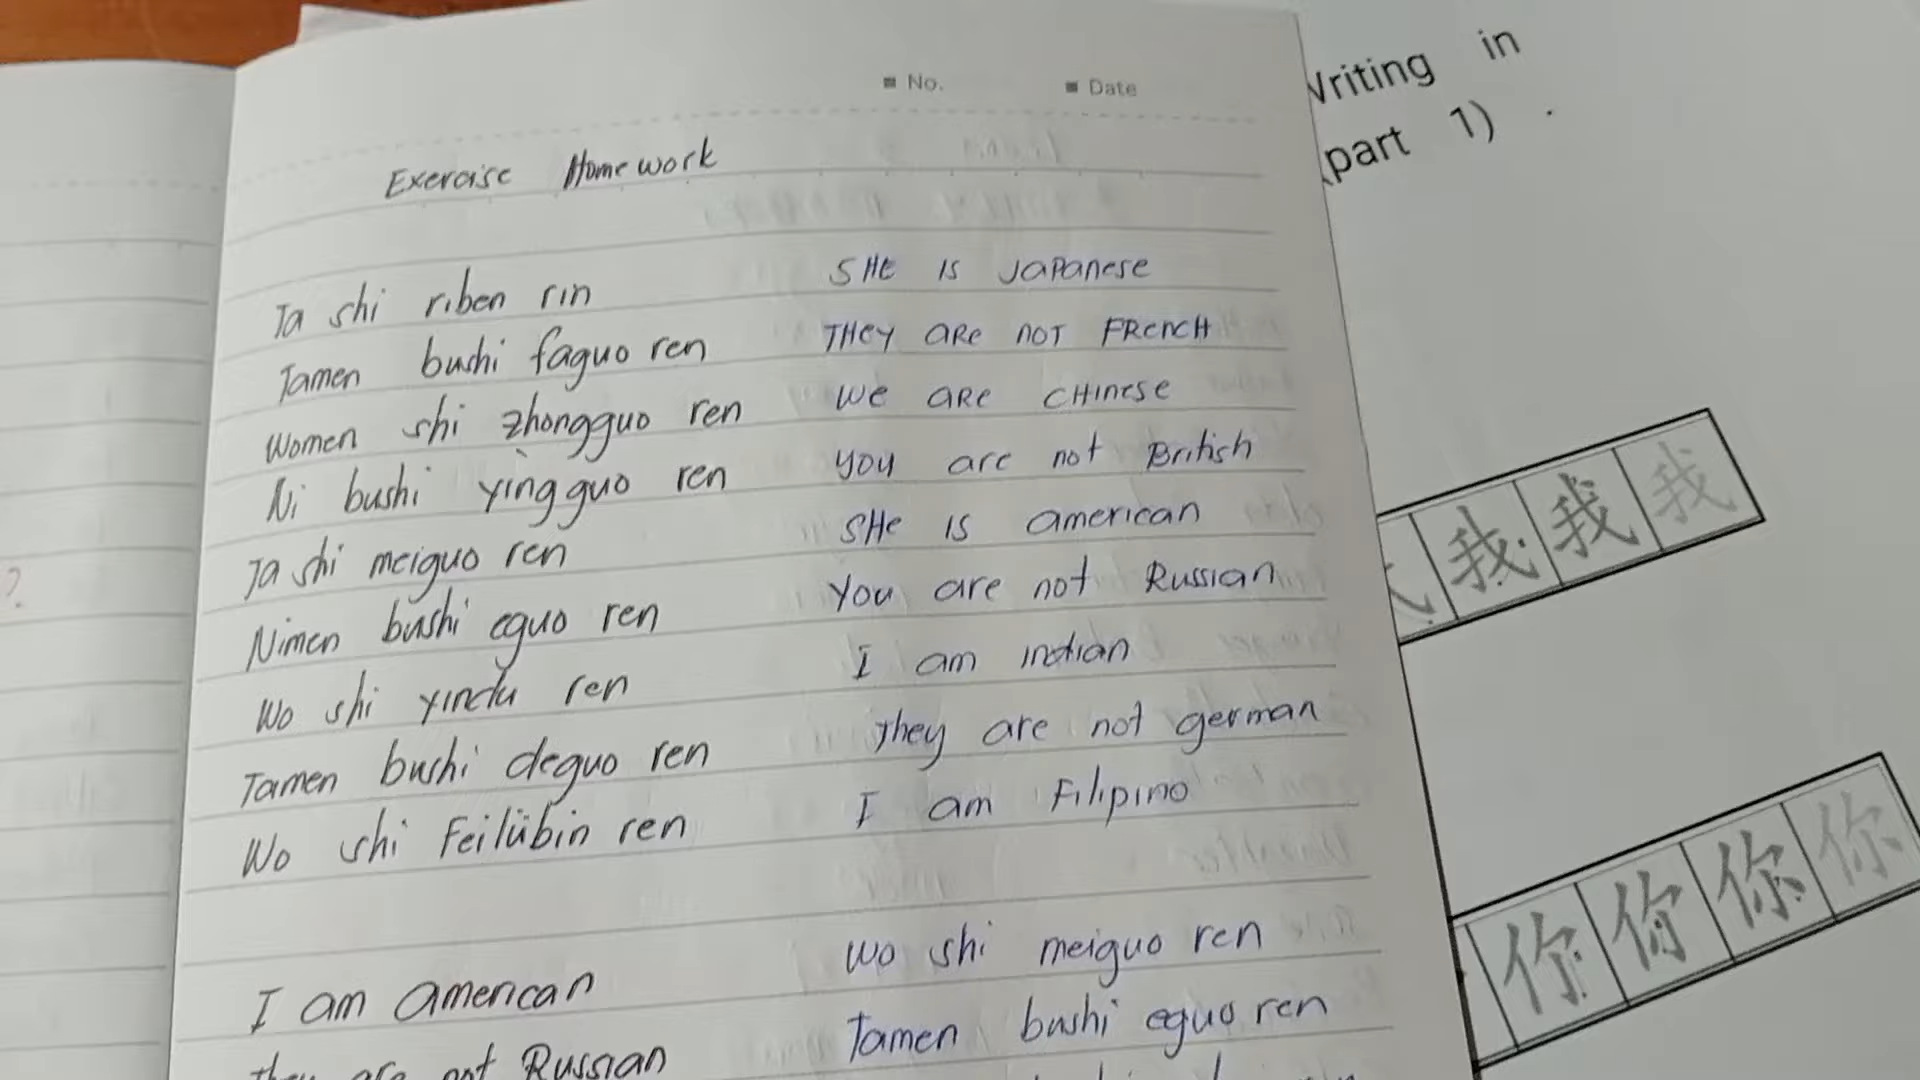 ■ No. ■ Date
Exercise Homework
Ta shi riben rin SHE IS JAPANESE
Tamen bushi faguo ren THEY ARE NOT FRENCH
Women shi zhongguo ren WE ARE CHINESE
Ni bushi yingguo ren you are not British
Ta shi meiguo ren SHe IS american
Nimen bushi eguo ren You are not Russian
Wo shi yindu ren I am indian
Tamen bushi deguo ren They are not german
Wo shi Feilübin ren I am Filipino
I am american wo shi meiguo ren
they are not Russian Tamen bushi eguo ren
Writing in
(part 1)
我 我 我
你 你 你 你